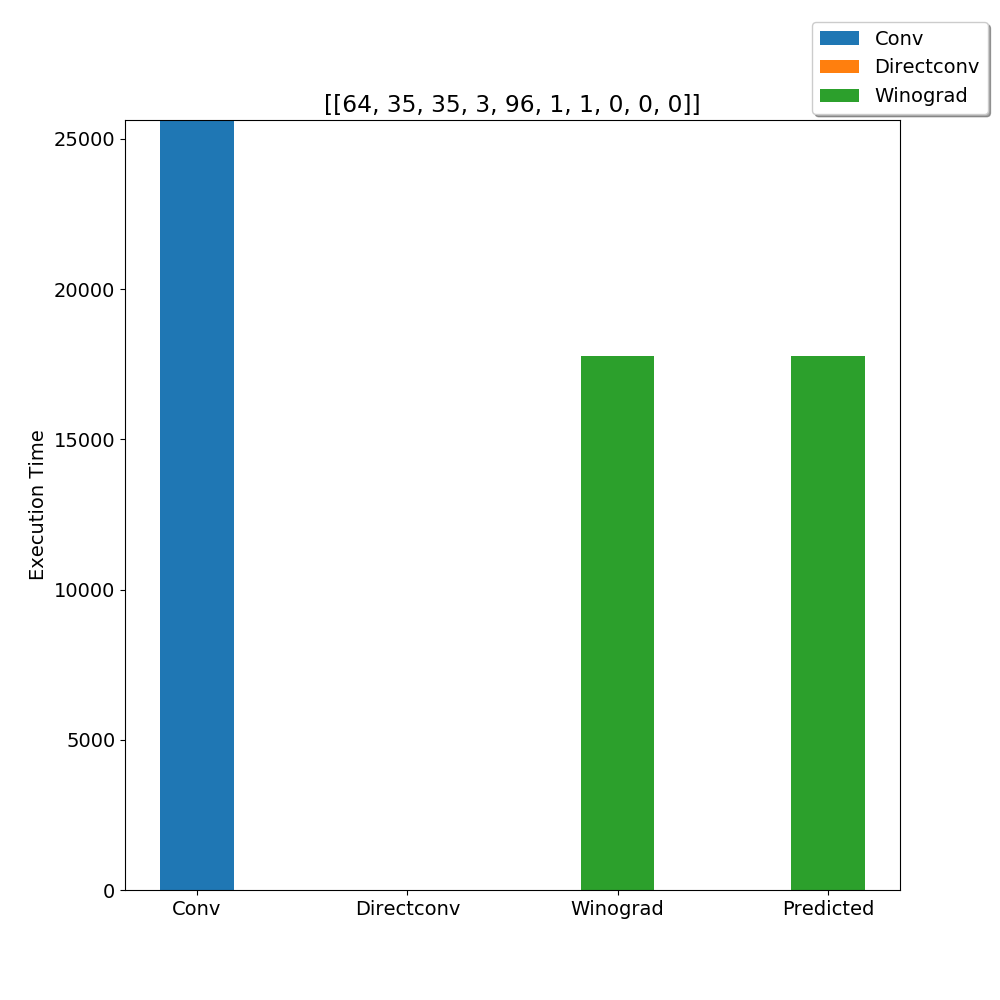 Conv
Directconv
Winograd
[[64, 35, 35, 3, 96, 1, 1, 0, 0, 0]]
25000
20000
15000
10000
5000
0
Execution Time
Conv Directconv Winograd Predicted